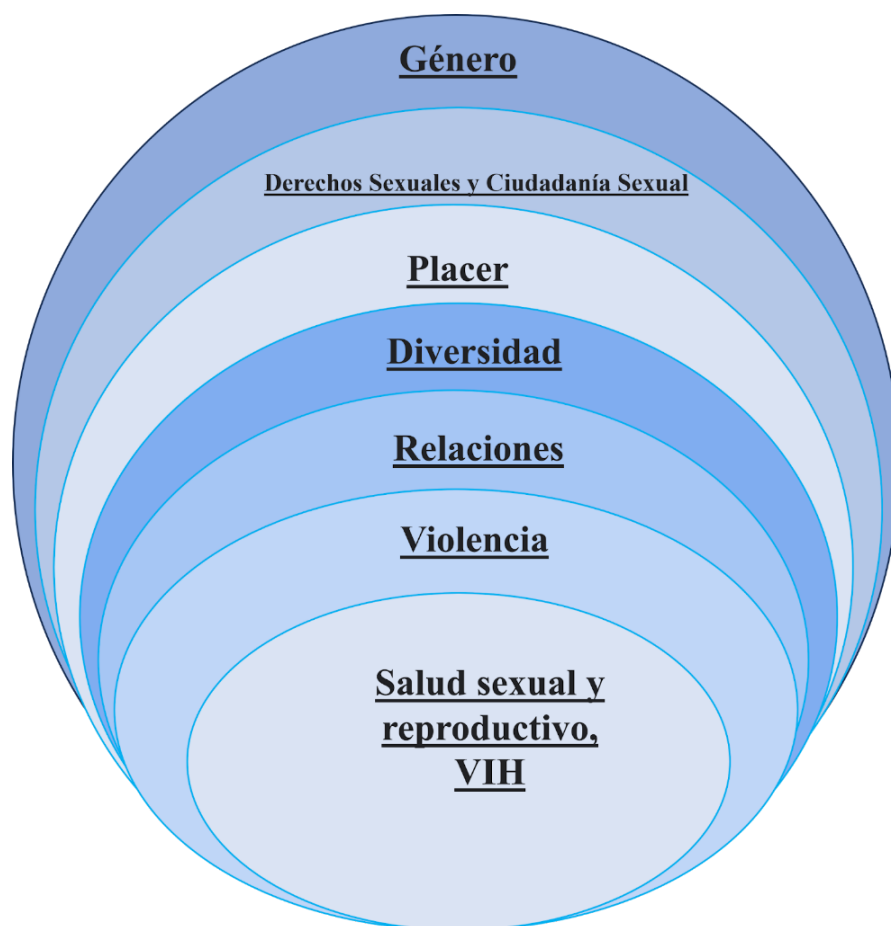 Género
Derechos Sexuales y Ciudadanía Sexual
Placer
Diversidad
Relaciones
Violencia
Salud sexual y
reproductivo,
VIH